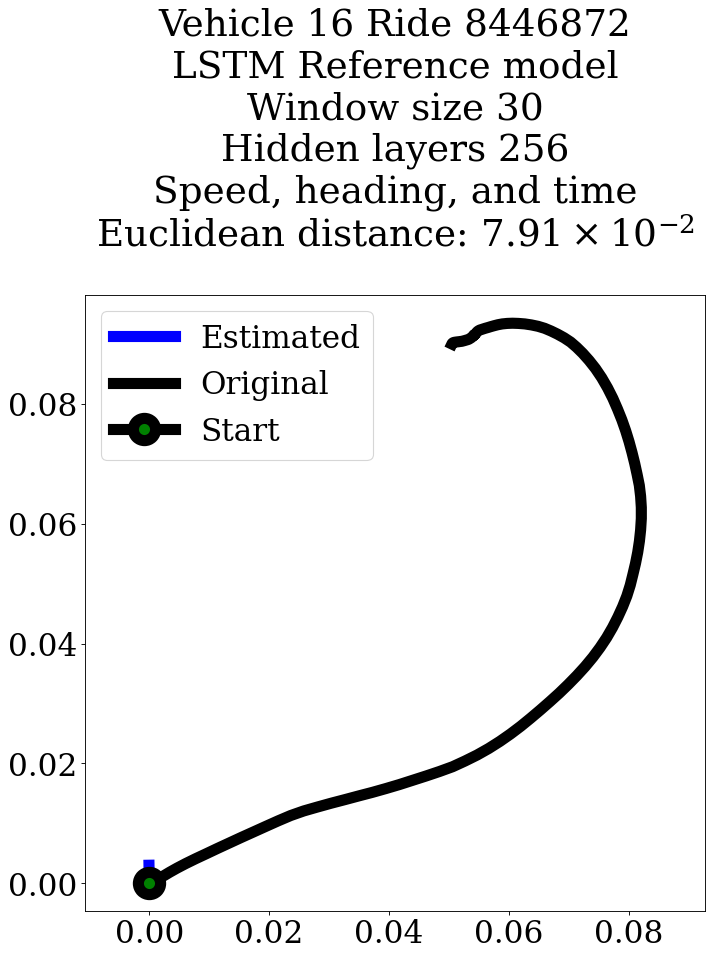 Vehicle 16 Ride 8446872
LSTM Reference model
Window size 30
Hidden layers 256
Speed, heading, and time
Euclidean distance: 7.91 × 10⁻²
Estimated
Original
Start
0.08
0.06
0.04
0.02
0.00
0.00 0.02 0.04 0.06 0.08